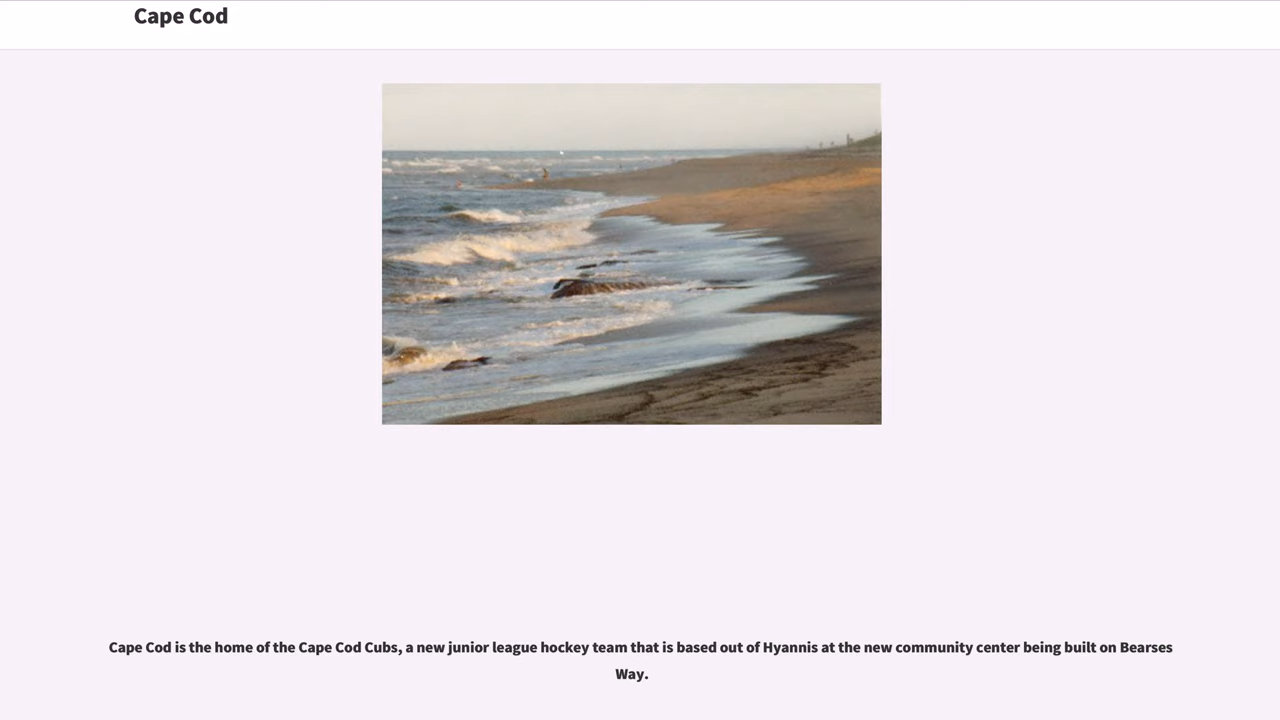 Cape Cod
Cape Cod is the home of the Cape Cod Cubs, a new junior league hockey team that is based out of Hyannis at the new community center being built on Bearses
Way.